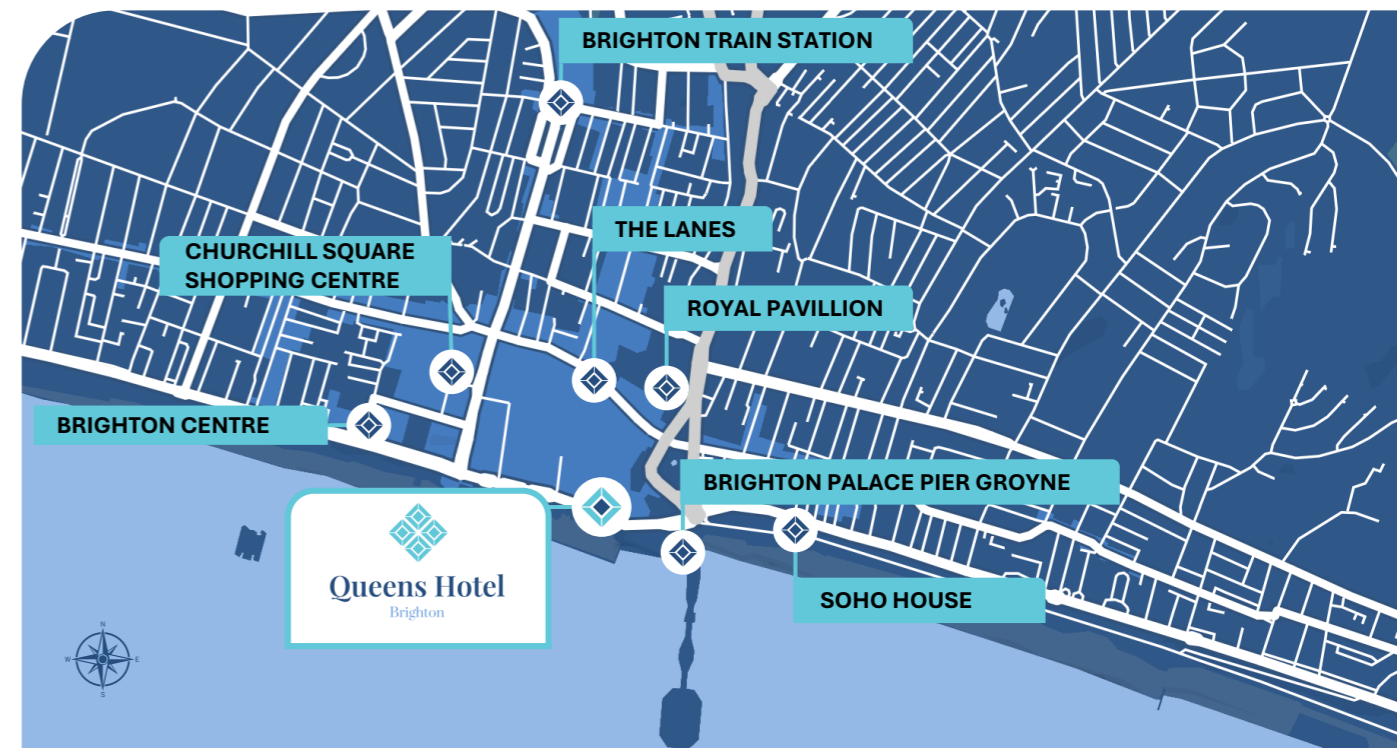 BRIGHTON TRAIN STATION
THE LANES
CHURCHILL SQUARE
SHOPPING CENTRE
ROYAL PAVILLION
BRIGHTON CENTRE
BRIGHTON PALACE PIER GROYNE
Queens Hotel
Brighton
SOHO HOUSE
N
W
E
S